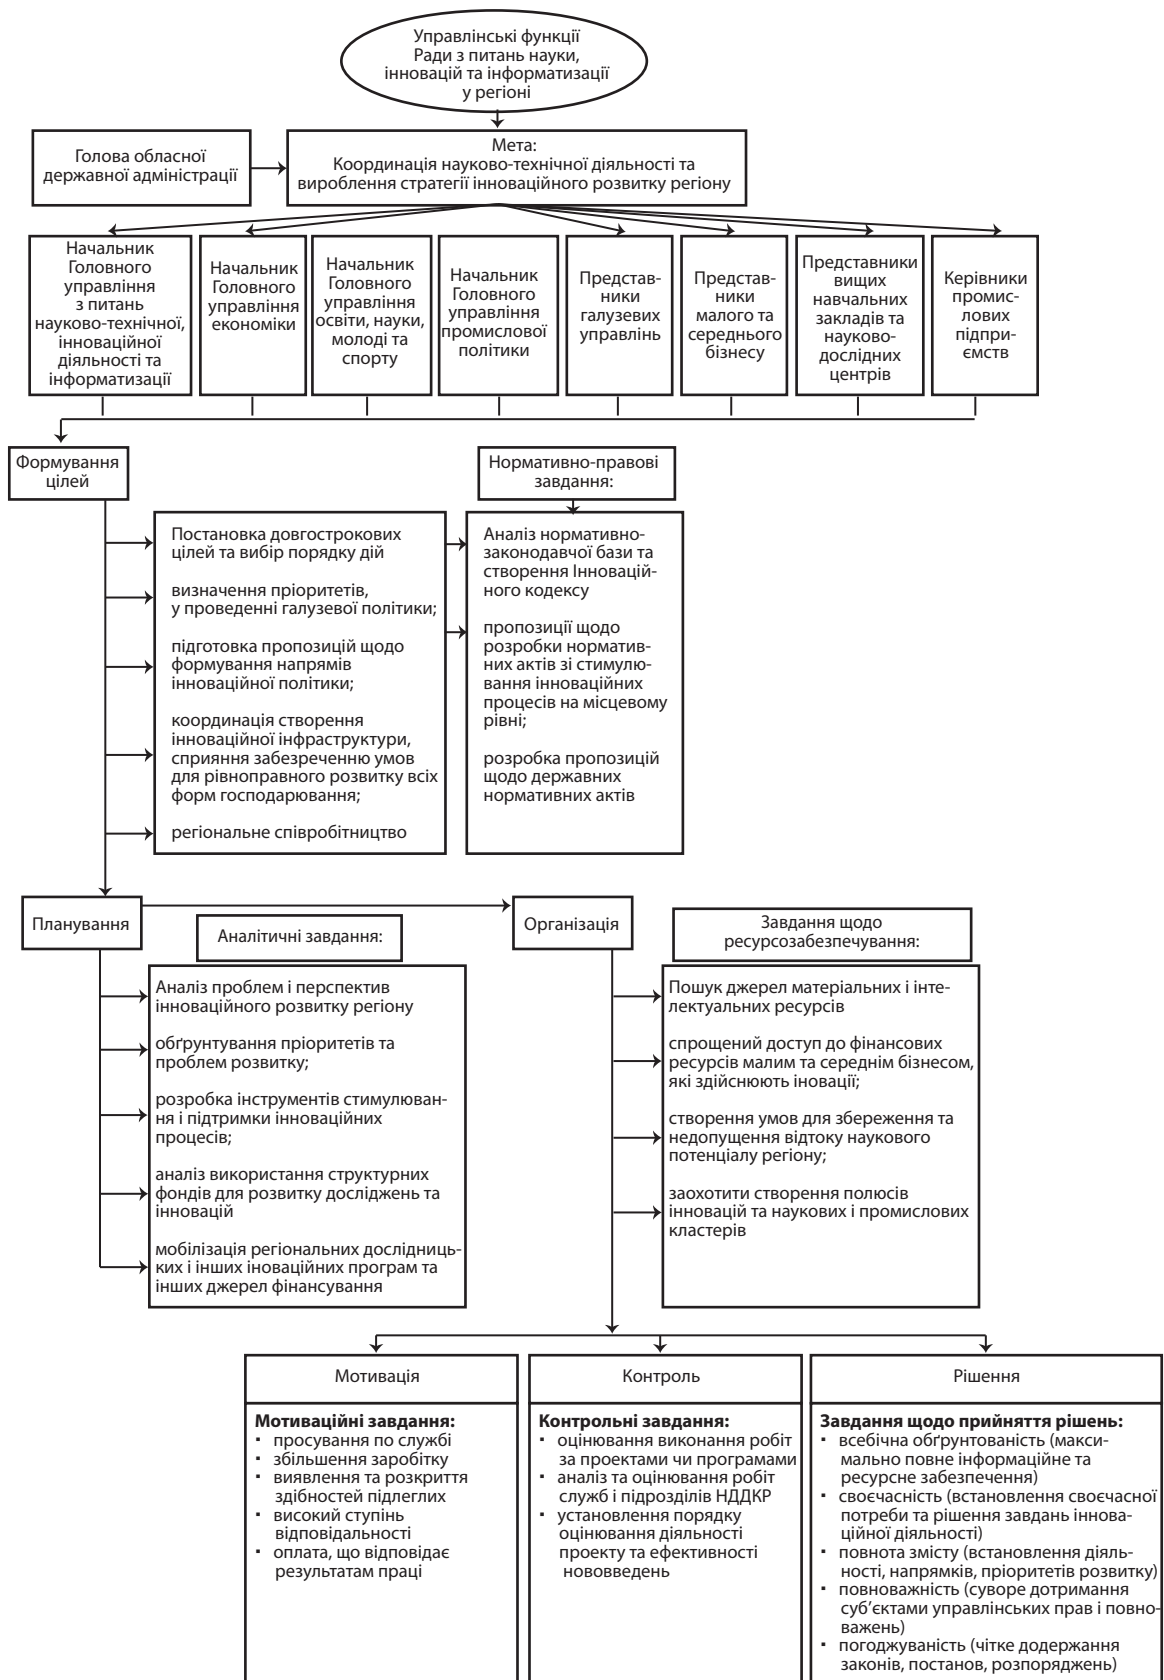 Управлінські функції
Ради з питань науки,
інновацій та інформатизації
у регіоні
Голова обласної
державної адміністрації
Мета:
Координація науково-технічної діяльності та
вироблення стратегії інноваційного розвитку регіону
Начальник
Головного
управління
з питань
науково-технічної,
інноваційної
діяльності та
інформатизації
Начальник
Головного
управління
економіки
Начальник
Головного
управління
освіти, науки,
молоді та
спорту
Начальник
Головного
управління
промислової
політики
Представ-
ники
галузевих
управлінь
Представ-
ники
малого та
середнього
бізнесу
Представники
вищих
навчальних
закладів та
науково-
дослідних
центрів
Керівники
промис-
лових
підпри-
ємств
Формування
цілей
Нормативно-правові
завдання:
Постановка довгострокових
цілей та вибір порядку дій
визначення пріоритетів,
у проведенні галузевої політики;
підготовка пропозицій щодо
формування напрямів
інноваційної політики;
координація створення
інноваційної інфраструктури,
сприяння забезреченню умов
для рівноправного розвитку всіх
форм господарювання;
регіональне співробітництво
Аналіз нормативно-
законодавчої бази та
створення Інновацій-
ного кодексу
пропозиції щодо
розробки норматив-
них актів зі стимулю-
вання інноваційних
процесів на місцевому
рівні;
розробка пропозицій
щодо державних
нормативних актів
Планування
Аналітичні завдання:
Організація
Завдання щодо
ресурсозабезпечування:
Аналіз проблем і перспектив
інноваційного розвитку регіону
обґрунтування пріоритетів та
проблем розвитку;
розробка інструментів стимулюван-
ня і підтримки інноваційних
процесів;
аналіз використання структурних
фондів для розвитку досліджень та
інновацій
мобілізація регіональних дослідниць-
ких і інших іноваційних програм та
інших джерел фінансування
Пошук джерел матеріальних і інте-
лектуальних ресурсів
спрощений доступ до фінансових
ресурсів малим та середнім бізнесом,
які здійснюють іновації;
створення умов для збереження та
недопущення відтоку наукового
потенціалу регіону;
заохотити створення полюсів
інновацій та наукових і промислових
кластерів
Мотивація
Мотиваційні завдання:
▪ просування по службі
▪ збільшення заробітку
▪ виявлення та розкриття
здібностей підлеглих
▪ високий ступінь
відповідальності
▪ оплата, що відповідає
результатам праці
Контроль
Контрольні завдання:
▪ оцінювання виконання робіт
за проектами чи програмами
▪ аналіз та оцінювання робіт
служб і підрозділів НДДКР
▪ установлення порядку
оцінювання діяльності
проекту та ефективності
нововведень
Рішення
Завдання щодо прийняття рішень:
▪ всебічна обґрунтованість (макси-
мально повне інформаційне та
ресурсне забезпечення)
▪ своєчасність (встановлення своєчасної
потреби та рішення завдань іннова-
ційної діяльності)
▪ повнота змісту (встановлення діяль-
ності, напрямків, пріоритетів розвитку)
▪ повноважність (суворе дотримання
суб’єктами управлінських прав і повно-
важень)
▪ погоджуваність (чітке додержання
законів, постанов, розпоряджень)